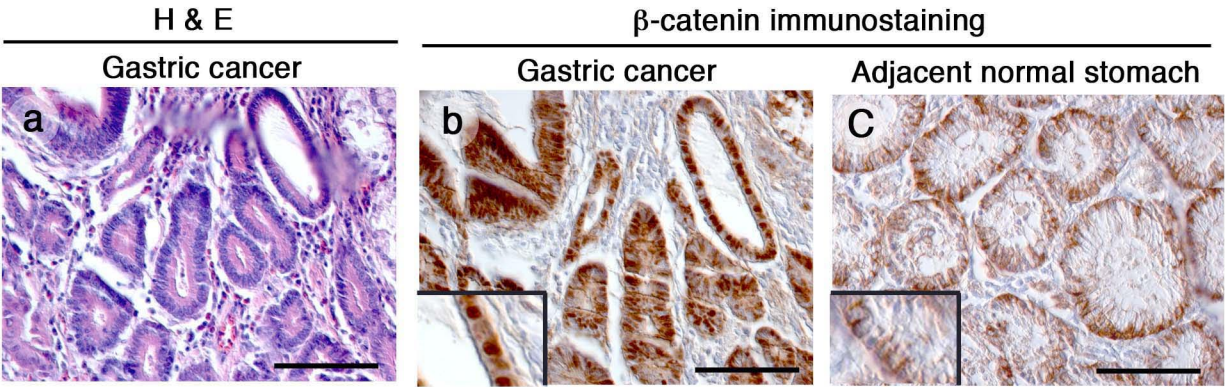 H & E
β-catenin immunostaining
Gastric cancer
Gastric cancer
Adjacent normal stomach
a
b
C